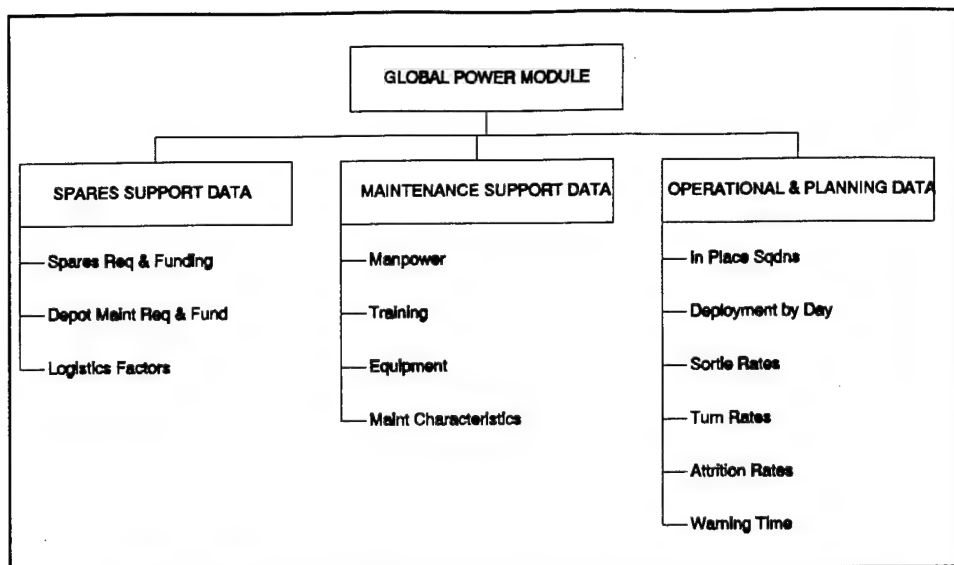 GLOBAL POWER MODULE
SPARES SUPPORT DATA
Spares Req & Funding
Depot Maint Req & Fund
Logistics Factors
MAINTENANCE SUPPORT DATA
Manpower
Training
Equipment
Maint Characteristics
OPERATIONAL & PLANNING DATA
In Place Sqdns
Deployment by Day
Sortie Rates
Turn Rates
Attrition Rates
Warning Time